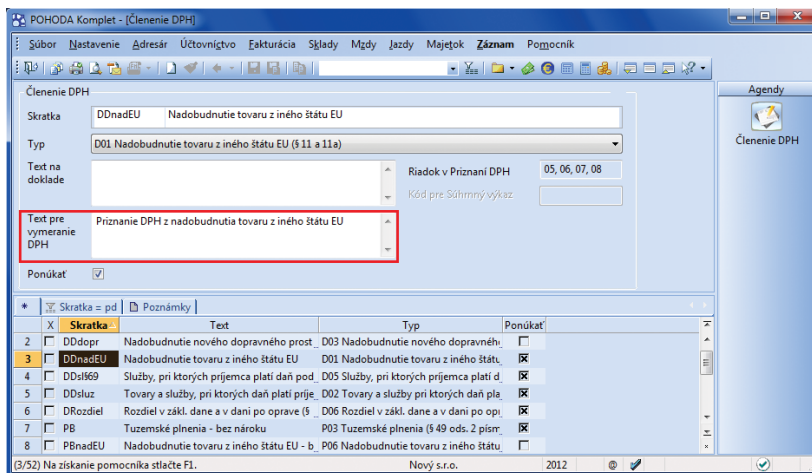 POHODA Komplet - [Členenie DPH]
Súbor Nastavenie Adresár Účtovníctvo Fakturácia Sklady Mzdy Jazdy Majetok Záznam Pomocník
Agendy
Členenie DPH
Členenie DPH
Skratka DDnadEU Nadobudnutie tovaru z iného štátu EU
Typ D01 Nadobudnutie tovaru z iného štátu EU (§ 11 a 11a)
Text na doklade
Riadok v Priznaní DPH 05, 06, 07, 08
Kód pre Súhrnný výkaz
Text pre vymeranie DPH
Priznanie DPH z nadobudnutia tovaru z iného štátu EU
Ponúkať
* Skratka = pd Poznámky
X Skratka Text Typ Ponúkať
2 DDdopr Nadobudnutie nového dopravného prost D03 Nadobudnutie nového dopravnéh
3 DDnadEU Nadobudnutie tovaru z iného štátu EU D01 Nadobudnutie tovaru z iného štátu
4 DDsl§69 Služby, pri ktorých príjemca platí daň pod D05 Služby, pri ktorých príjemca platí d
5 DDsluz Tovary a služby, pri ktorých daň platí príje D02 Tovary a služby pri ktorých daň pla
6 DRozdiel Rozdiel v zákl. dane a v dani po oprave (§ D06 Rozdiel v zákl. dane a v dani po opr
7 PB Tuzemské plnenia - bez nároku P03 Tuzemské plnenia (§ 49 ods. 2 písm
8 PBnadEU Nadobudnutie tovaru z iného štátu EU - b P06 Nadobudnutie tovaru z iného štátu
(3/52) Na získanie pomocníka stlačte F1. Nový s.r.o. 2012 @